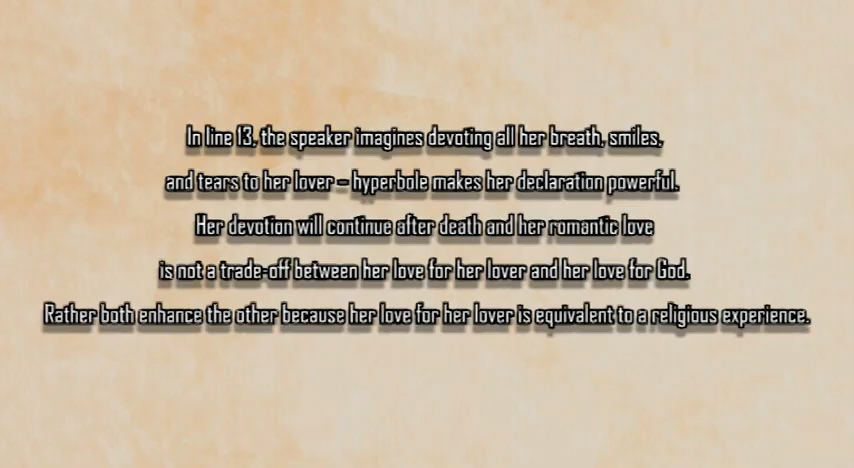 In line 13, the speaker imagines devoting all her breath, smiles,
and tears to her lover – hyperbole makes her declaration powerful.
Her devotion will continue after death and her romantic love
is not a trade-off between her love for her lover and her love for God.
Rather both enhance the other because her love for her lover is equivalent to a religious experience.